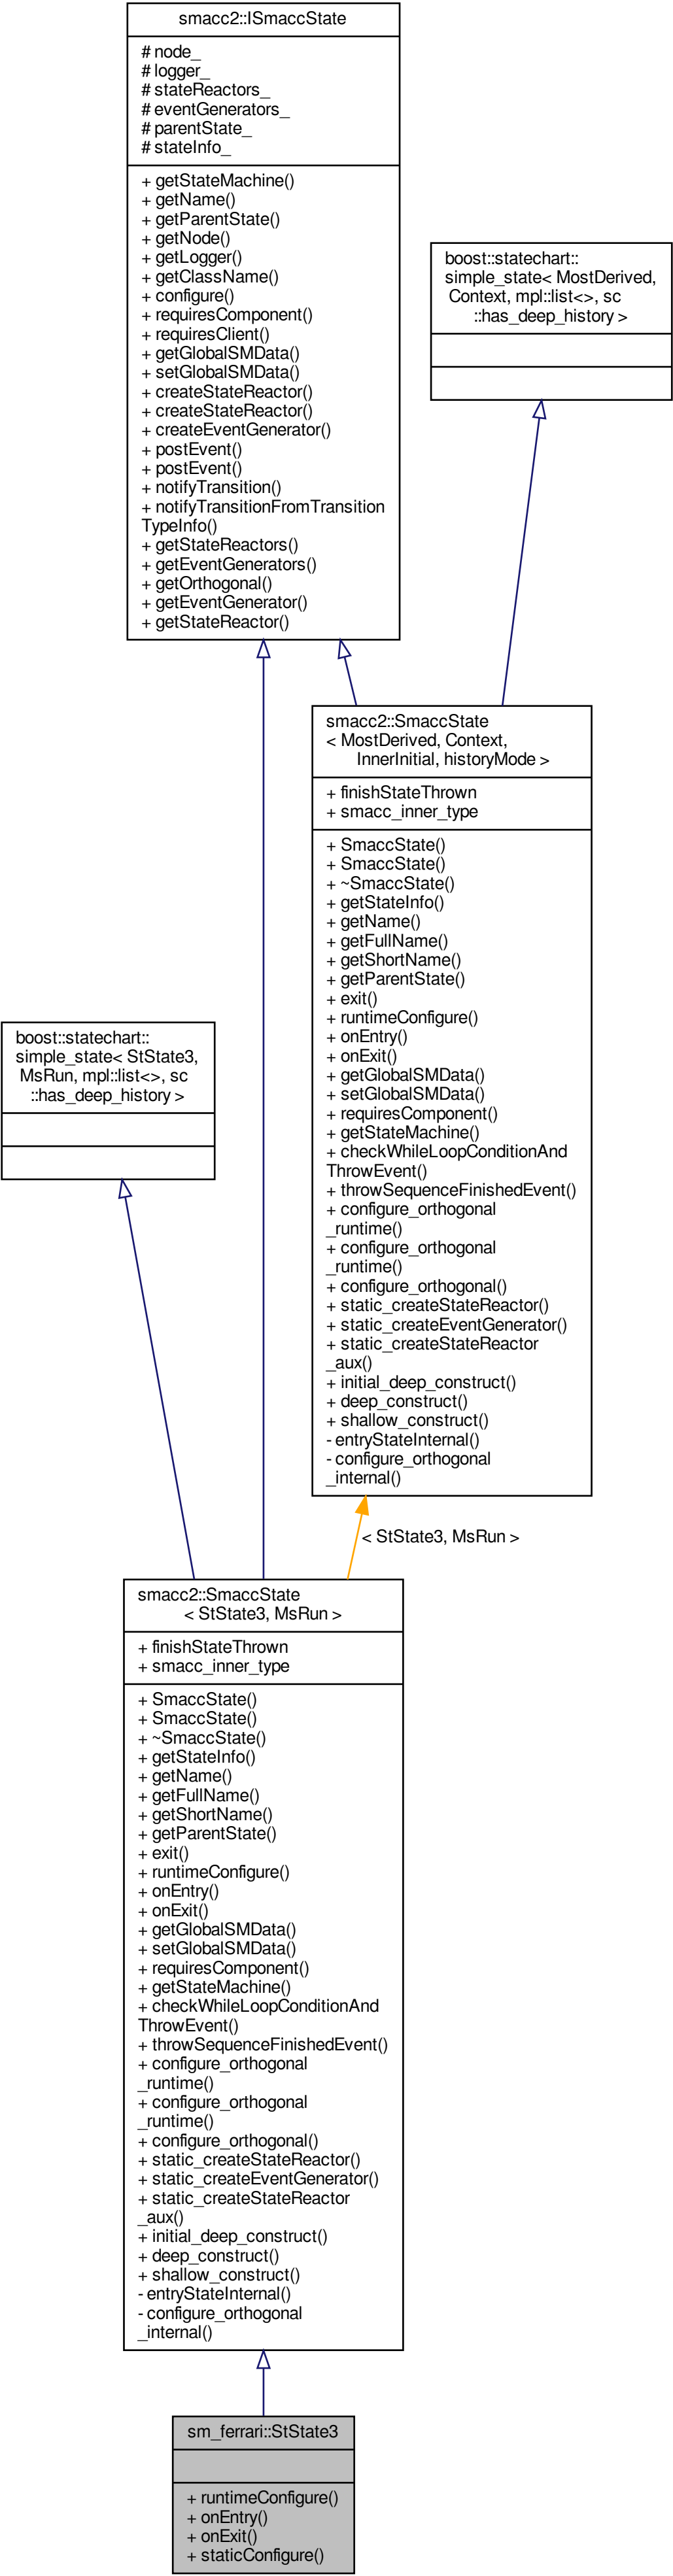 smacc2::ISmaccState
# node_
# logger_
# stateReactors_
# eventGenerators_
# parentState_
# stateInfo_
+ getStateMachine()
+ getName()
+ getParentState()
+ getNode()
+ getLogger()
+ getClassName()
+ configure()
+ requiresComponent()
+ requiresClient()
+ getGlobalSMData()
+ setGlobalSMData()
+ createStateReactor()
+ createStateReactor()
+ createEventGenerator()
+ postEvent()
+ postEvent()
+ notifyTransition()
+ notifyTransitionFromTransition
TypeInfo()
+ getStateReactors()
+ getEventGenerators()
+ getOrthogonal()
+ getEventGenerator()
+ getStateReactor()
boost::statechart::
simple_state< MostDerived,
Context, mpl::list<>, sc
::has_deep_history >
smacc2::SmaccState
< MostDerived, Context,
InnerInitial, historyMode >
+ finishStateThrown
+ smacc_inner_type
+ SmaccState()
+ SmaccState()
+ ~SmaccState()
+ getStateInfo()
+ getName()
+ getFullName()
+ getShortName()
+ getParentState()
+ exit()
+ runtimeConfigure()
+ onEntry()
+ onExit()
+ getGlobalSMData()
+ setGlobalSMData()
+ requiresComponent()
+ getStateMachine()
+ checkWhileLoopConditionAnd
ThrowEvent()
+ throwSequenceFinishedEvent()
+ configure_orthogonal
_runtime()
+ configure_orthogonal
_runtime()
+ configure_orthogonal()
+ static_createStateReactor()
+ static_createEventGenerator()
+ static_createStateReactor
_aux()
+ initial_deep_construct()
+ deep_construct()
+ shallow_construct()
- entryStateInternal()
- configure_orthogonal
_internal()
boost::statechart::
simple_state< StState3,
MsRun, mpl::list<>, sc
::has_deep_history >
< StState3, MsRun >
smacc2::SmaccState
< StState3, MsRun >
+ finishStateThrown
+ smacc_inner_type
+ SmaccState()
+ SmaccState()
+ ~SmaccState()
+ getStateInfo()
+ getName()
+ getFullName()
+ getShortName()
+ getParentState()
+ exit()
+ runtimeConfigure()
+ onEntry()
+ onExit()
+ getGlobalSMData()
+ setGlobalSMData()
+ requiresComponent()
+ getStateMachine()
+ checkWhileLoopConditionAnd
ThrowEvent()
+ throwSequenceFinishedEvent()
+ configure_orthogonal
_runtime()
+ configure_orthogonal
_runtime()
+ configure_orthogonal()
+ static_createStateReactor()
+ static_createEventGenerator()
+ static_createStateReactor
_aux()
+ initial_deep_construct()
+ deep_construct()
+ shallow_construct()
- entryStateInternal()
- configure_orthogonal
_internal()
sm_ferrari::StState3
+ runtimeConfigure()
+ onEntry()
+ onExit()
+ staticConfigure()